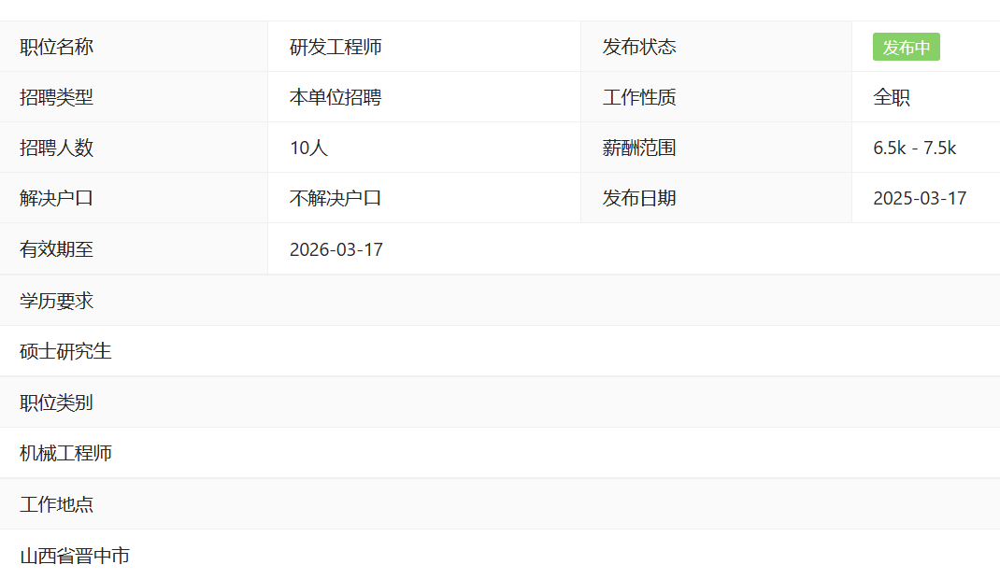 职位名称 研发工程师 发布状态 发布中
招聘类型 本单位招聘 工作性质 全职
招聘人数 10人 薪酬范围 6.5k - 7.5k
解决户口 不解决户口 发布日期 2025-03-17
有效期至 2026-03-17
学历要求
硕士研究生
职位类别
机械工程师
工作地点
山西省晋中市